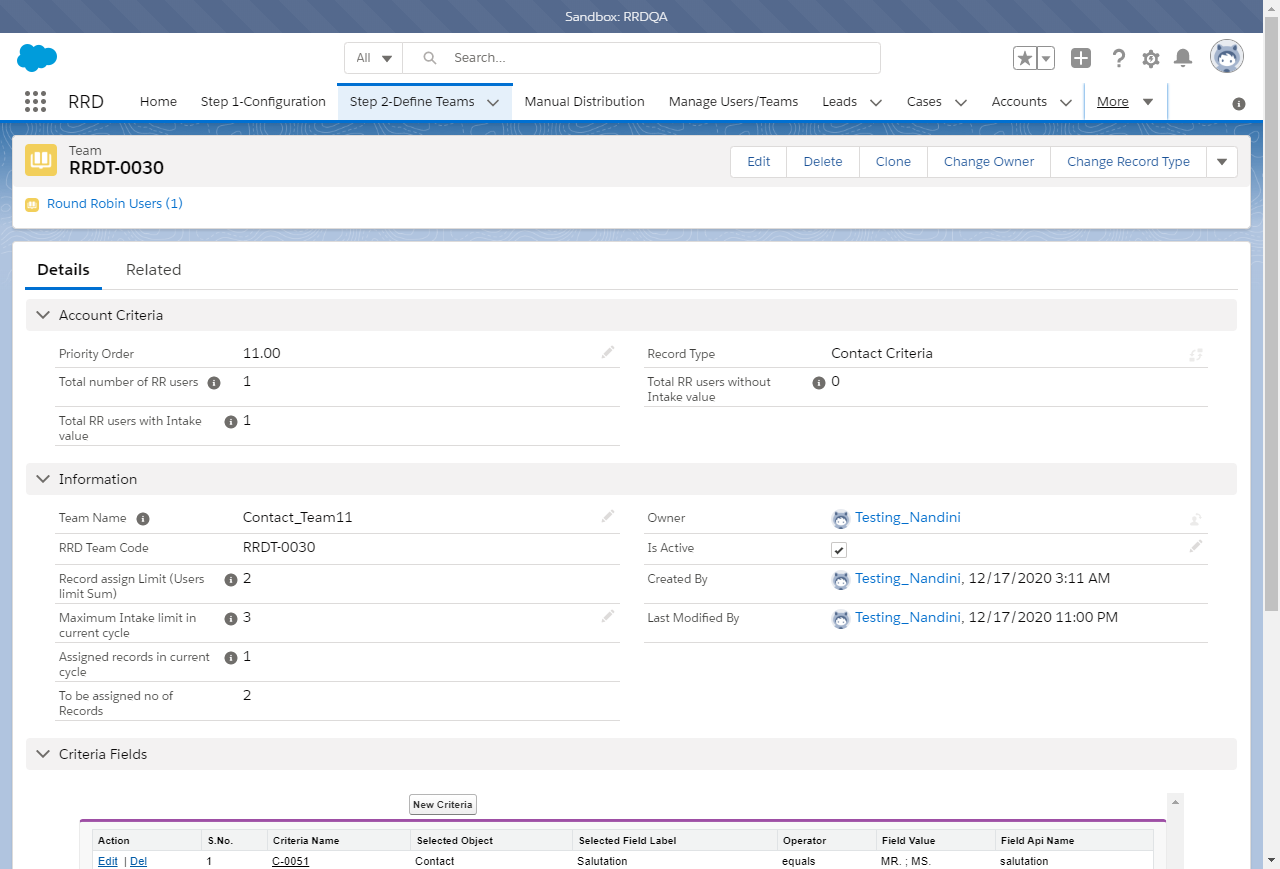 Sandbox: RRDQA
All Search...
RRD Home Step 1-Configuration Step 2-Define Teams Manual Distribution Manage Users/Teams Leads Cases Accounts More
Team
RRDT-0030
Edit Delete Clone Change Owner Change Record Type
Round Robin Users (1)
Details Related
Account Criteria
Priority Order 11.00 Record Type Contact Criteria
Total number of RR users 1 Total RR users without Intake value 0
Total RR users with Intake value 1
Information
Team Name Contact_Team11 Owner Testing_Nandini
RRD Team Code RRDT-0030 Is Active
Record assign Limit (Users limit Sum) 2 Created By Testing_Nandini, 12/17/2020 3:11 AM
Maximum Intake limit in current cycle 3 Last Modified By Testing_Nandini, 12/17/2020 11:00 PM
Assigned records in current cycle 1
To be assigned no of Records 2
Criteria Fields
New Criteria
Action S.No. Criteria Name Selected Object Selected Field Label Operator Field Value Field Api Name
Edit | Del 1 C-0051 Contact Salutation equals MR. ; MS. salutation